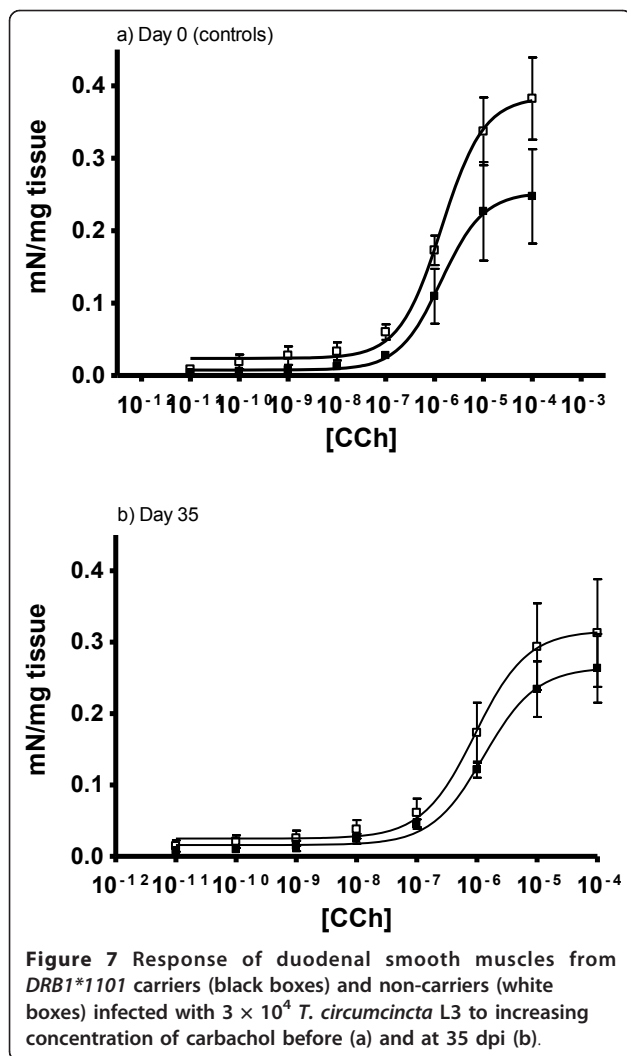 a) Day 0 (controls)
0.4
0.3
0.2
0.1
0.0
mN/mg tissue
10⁻¹² 10⁻¹¹ 10⁻¹⁰ 10⁻⁹ 10⁻⁸ 10⁻⁷ 10⁻⁶ 10⁻⁵ 10⁻⁴ 10⁻³
[CCh]
b) Day 35
0.4
0.3
0.2
0.1
0.0
mN/mg tissue
10⁻¹² 10⁻¹¹ 10⁻¹⁰ 10⁻⁹ 10⁻⁸ 10⁻⁷ 10⁻⁶ 10⁻⁵ 10⁻⁴
[CCh]
Figure 7 Response of duodenal smooth muscles from
DRB1*1101 carriers (black boxes) and non-carriers (white
boxes) infected with 3 × 10⁴ T. circumcincta L3 to increasing
concentration of carbachol before (a) and at 35 dpi (b).